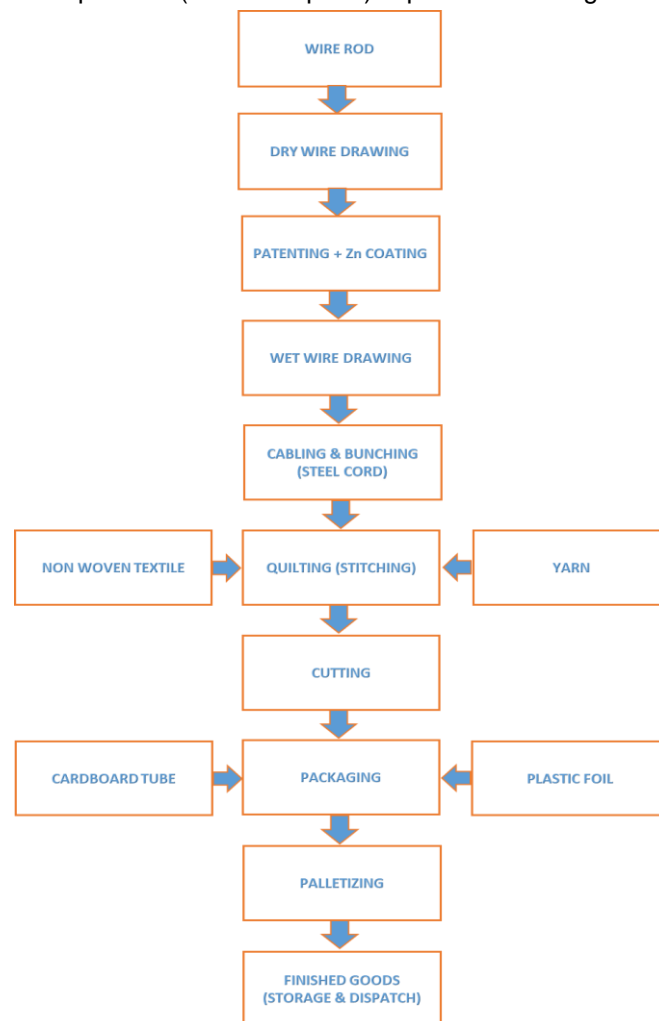 WIRE ROD
DRY WIRE DRAWING
PATENTING + Zn COATING
WET WIRE DRAWING
CABLING & BUNCHING
(STEEL CORD)
NON WOVEN TEXTILE
QUILTING (STITCHING)
YARN
CUTTING
CARDBOARD TUBE
PACKAGING
PLASTIC FOIL
PALLETIZING
FINISHED GOODS
(STORAGE & DISPATCH)